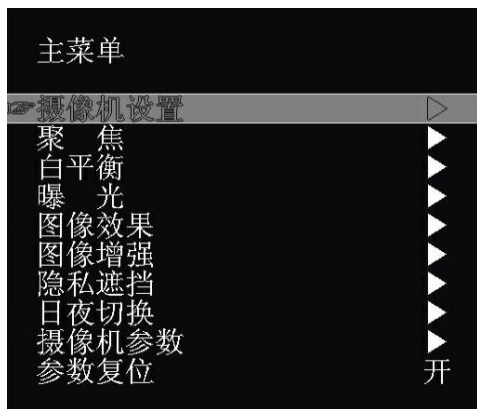 主菜单
摄像机设置
聚 焦
白平衡
曝 光
图像效果
图像增强
隐私遮挡
日夜切换
摄像机参数
参数复位 开